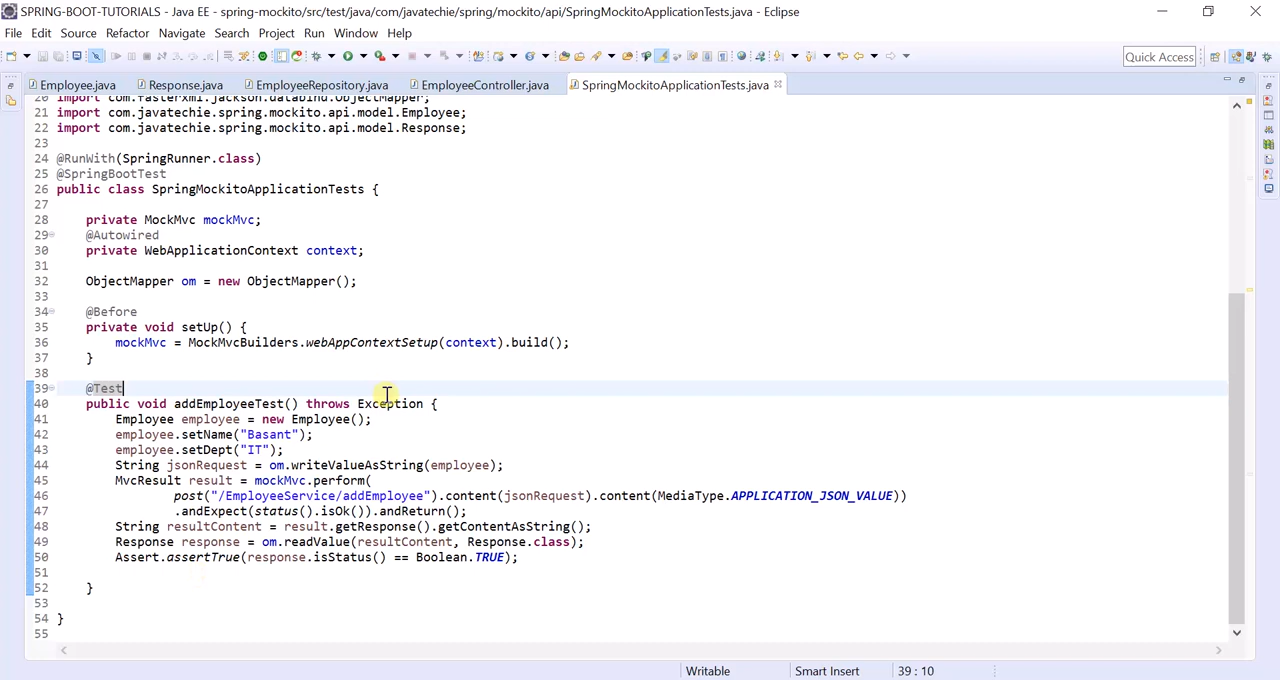 SPRING-BOOT-TUTORIALS - Java EE - spring-mockito/src/test/java/com/javatechie/spring/mockito/api/SpringMockitoApplicationTests.java - Eclipse
File Edit Source Refactor Navigate Search Project Run Window Help
Quick Access
Employee.java Response.java EmployeeRepository.java EmployeeController.java SpringMockitoApplicationTests.java
20 import com.fasterxml.jackson.databind.ObjectMapper;
21 import com.javatechie.spring.mockito.api.model.Employee;
22 import com.javatechie.spring.mockito.api.model.Response;
23
24 @RunWith(SpringRunner.class)
25 @SpringBootTest
26 public class SpringMockitoApplicationTests {
27
28 private MockMvc mockMvc;
29 @Autowired
30 private WebApplicationContext context;
31
32 ObjectMapper om = new ObjectMapper();
33
34 @Before
35 private void setUp() {
36 mockMvc = MockMvcBuilders.webAppContextSetup(context).build();
37 }
38
39 @Test
40 public void addEmployeeTest() throws Exception {
41 Employee employee = new Employee();
42 employee.setName("Basant");
43 employee.setDept("IT");
44 String jsonRequest = om.writeValueAsString(employee);
45 MvcResult result = mockMvc.perform(
46 post("/EmployeeService/addEmployee").content(jsonRequest).content(MediaType.APPLICATION_JSON_VALUE))
47 .andExpect(status().isOk()).andReturn();
48 String resultContent = result.getResponse().getContentAsString();
49 Response response = om.readValue(resultContent, Response.class);
50 Assert.assertTrue(response.isStatus() == Boolean.TRUE);
51
52 }
53
54 }
55
Writable Smart Insert 39 : 10